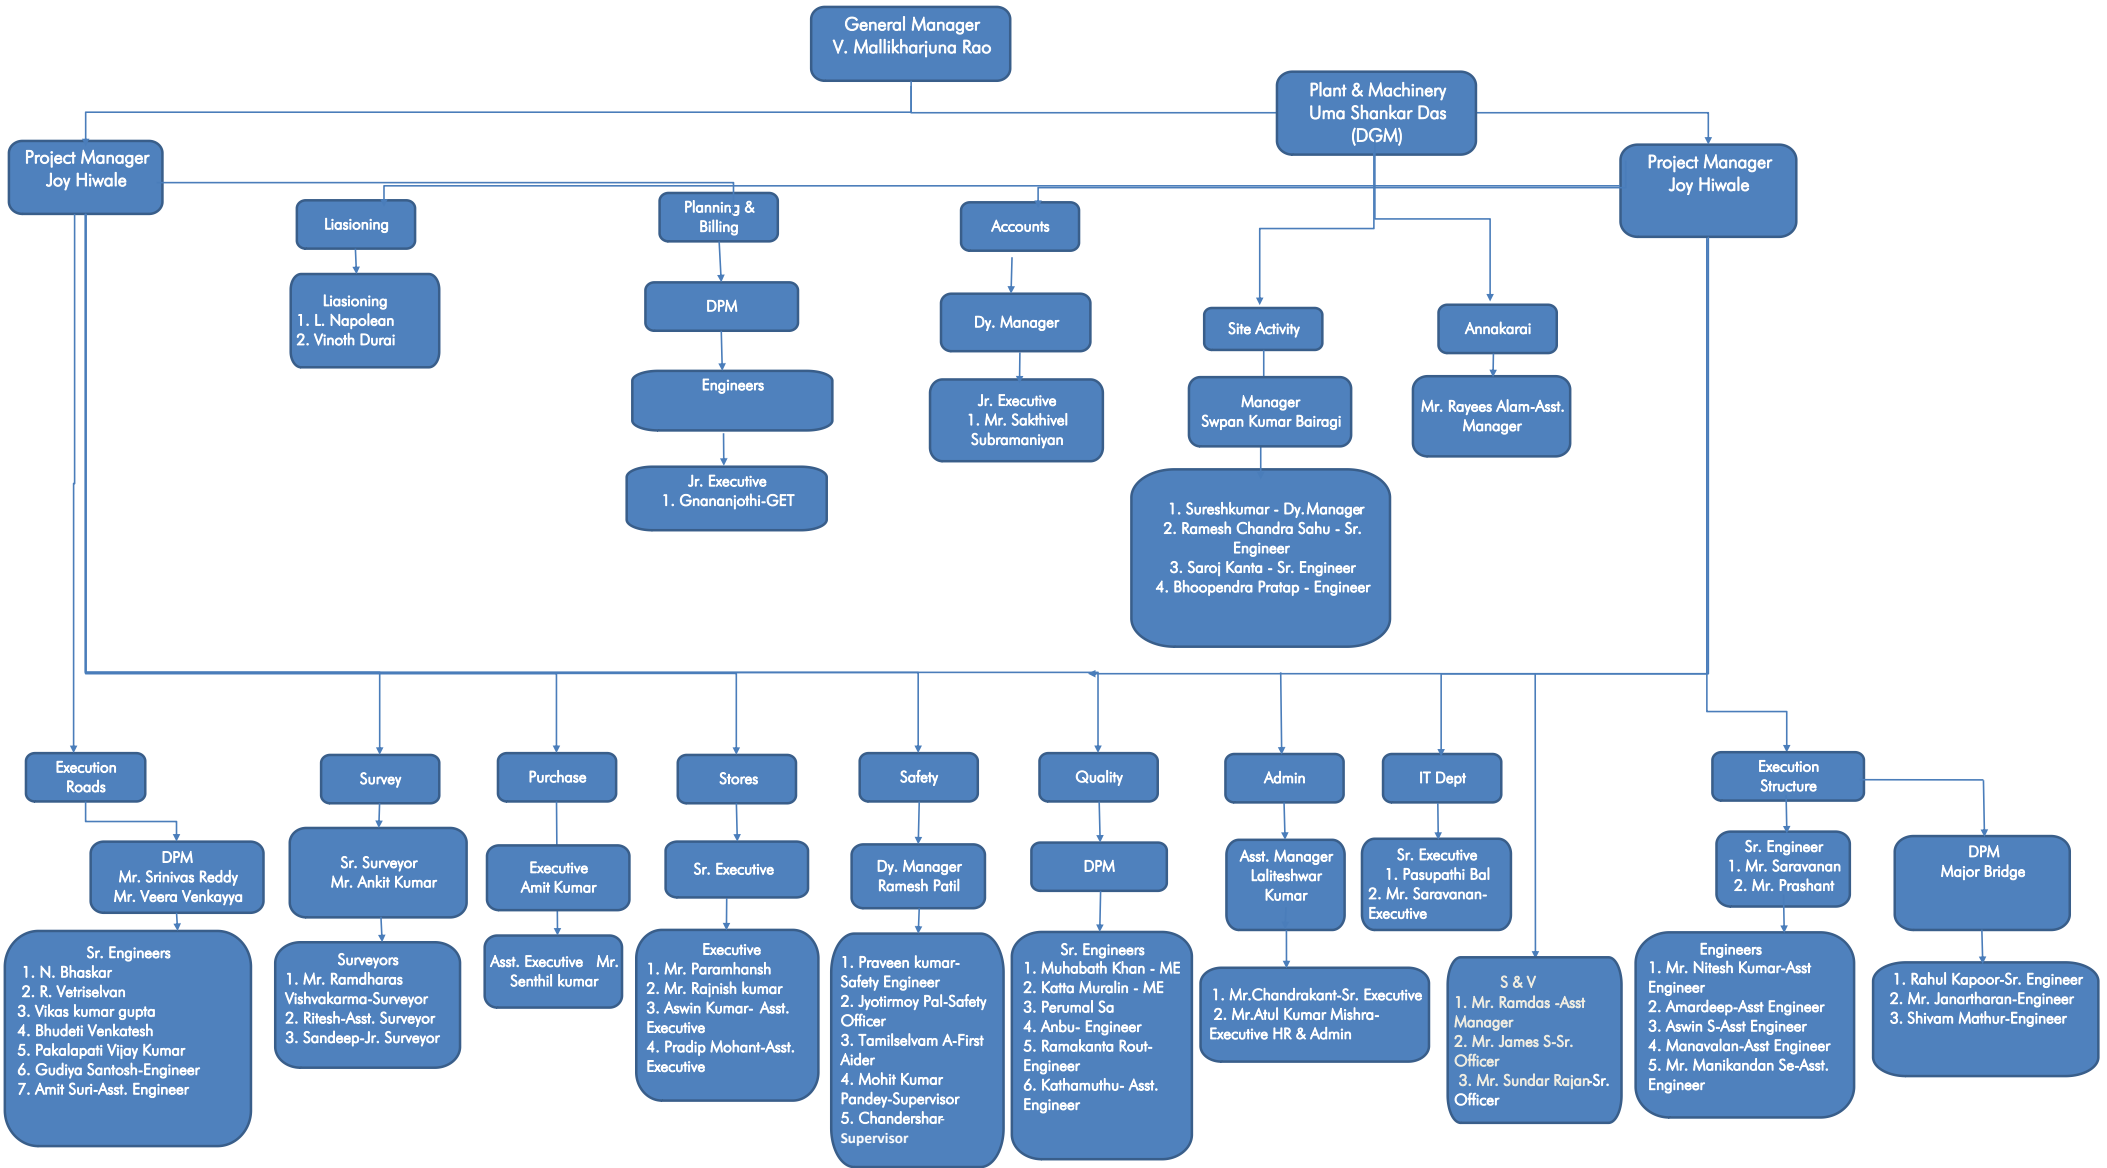 General Manager
V. Mallikharjuna Rao
Plant & Machinery
Uma Shankar Das
(DGM)
Project Manager
Joy Hiwale
Project Manager
Joy Hiwale
Liasioning
Planning &
Billing
Accounts
Liasioning
1. L. Napolean
2. Vinoth Durai
DPM
Engineers
Jr. Executive
1. Gnananjothi-GET
Dy. Manager
Jr. Executive
1. Mr. Sakthivel
Subramaniyan
Site Activity
Manager
Swpan Kumar Bairagi
1. Sureshkumar - Dy.Manager
2. Ramesh Chandra Sahu - Sr.
Engineer
3. Saroj Kanta - Sr. Engineer
4. Bhoopendra Pratap - Engineer
Annakarai
Mr. Rayees Alam-Asst.
Manager
Execution
Roads
DPM
Mr. Srinivas Reddy
Mr. Veera Venkayya
Sr. Engineers
1. N. Bhaskar
2. R. Vetriselvan
3. Vikas kumar gupta
4. Bhudeti Venkatesh
5. Pakalapati Vijay Kumar
6. Gudiya Santosh-Engineer
7. Amit Suri-Asst. Engineer
Survey
Sr. Surveyor
Mr. Ankit Kumar
Surveyors
1. Mr. Ramdharas
Vishvakarma-Surveyor
2. Ritesh-Asst. Surveyor
3. Sandeep-Jr. Surveyor
Purchase
Executive
Amit Kumar
Asst. Executive Mr.
Senthil kumar
Stores
Sr. Executive
Executive
1. Mr. Paramhansh
2. Mr. Rajnish kumar
3. Aswin Kumar- Asst.
Executive
4. Pradip Mohant-Asst.
Executive
Safety
Dy. Manager
Ramesh Patil
1. Praveen kumar-
Safety Engineer
2. Jyotirmoy Pal-Safety
Officer
3. Tamilselvam A-First
Aider
4. Mohit Kumar
Pandey-Supervisor
5. Chandershar-
Supervisor
Quality
DPM
Sr. Engineers
1. Muhabath Khan - ME
2. Katta Muralin - ME
3. Perumal Sa
4. Anbu- Engineer
5. Ramakanta Rout-
Engineer
6. Kathamuthu- Asst.
Engineer
Admin
Asst. Manager
Laliteshwar
Kumar
1. Mr.Chandrakant-Sr. Executive
2. Mr.Atul Kumar Mishra-
Executive HR & Admin
IT Dept
Sr. Executive
1. Pasupathi Bal
2. Mr. Saravanan-
Executive
S & V
1. Mr. Ramdas -Asst
Manager
2. Mr. James S-Sr.
Officer
3. Mr. Sundar Rajan-Sr.
Officer
Execution
Structure
Sr. Engineer
1. Mr. Saravanan
2. Mr. Prashant
Engineers
1. Mr. Nitesh Kumar-Asst
Engineer
2. Amardeep-Asst Engineer
3. Aswin S-Asst Engineer
4. Manavalan-Asst Engineer
5. Mr. Manikandan Se-Asst.
Engineer
DPM
Major Bridge
1. Rahul Kapoor-Sr. Engineer
2. Mr. Janartharan-Engineer
3. Shivam Mathur-Engineer